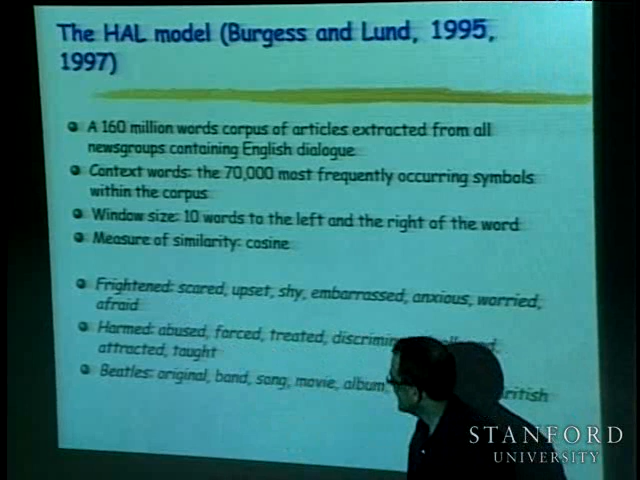 The HAL model (Burgess and Lund, 1995,
1997)
A 160 million words corpus of articles extracted from all
newsgroups containing English dialogue
Context words: the 70,000 most frequently occurring symbols
within the corpus
Window size: 10 words to the left and the right of the word
Measure of similarity: cosine
Frightened: scared, upset, shy, embarrassed, anxious, worried,
afraid
Harmed: abused, forced, treated,
attracted, taught
Beatles: original, band, song, movie, album,
STANFORD
UNIVERSITY